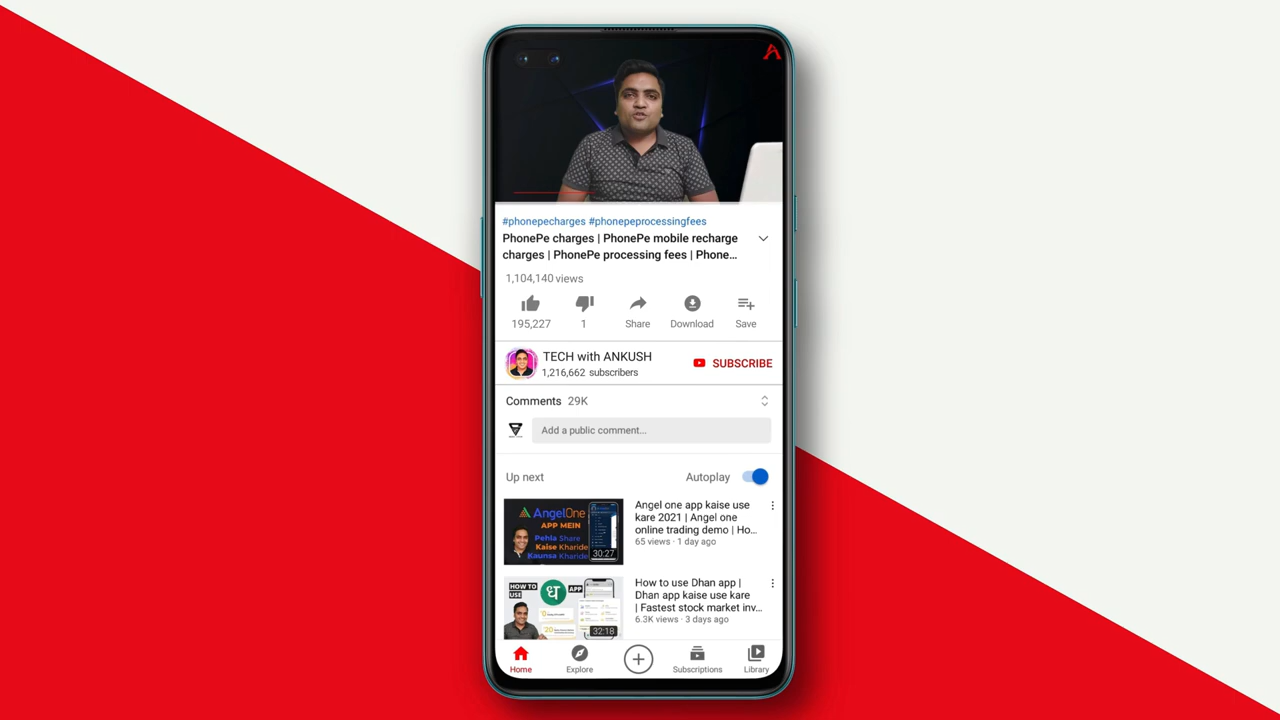 #phonepecharges #phonepeprocessingfees
PhonePe charges | PhonePe mobile recharge
charges | PhonePe processing fees | Phone...
1,104,140 views
195,227
1
Share
Download
Save
TECH with ANKUSH
1,216,662 subscribers
SUBSCRIBE
Comments 29K
Add a public comment...
Up next
Autoplay
AngelOne
APP MEIN
Pehla Share
Kaise Kharide
Kaunsa Kharide
30:27
Angel one app kaise use
kare 2021 | Angel one
online trading demo | Ho...
65 views · 1 day ago
HOW TO
USE
ध
APP
32:18
How to use Dhan app |
Dhan app kaise use kare
| Fastest stock market inv...
6.3K views · 3 days ago
Home
Explore
Subscriptions
Library